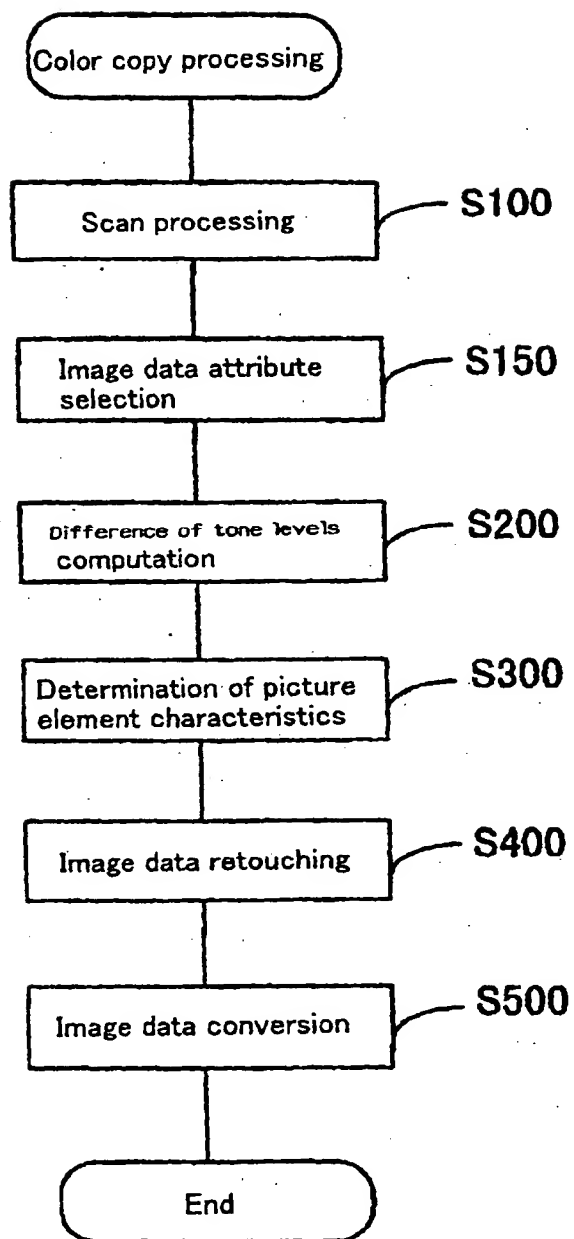 Color copy processing
Scan processing
S100
Image data attribute
selection
S150
Difference of tone levels
computation
S200
Determination of picture
element characteristics
S300
Image data retouching
S400
Image data conversion
S500
End